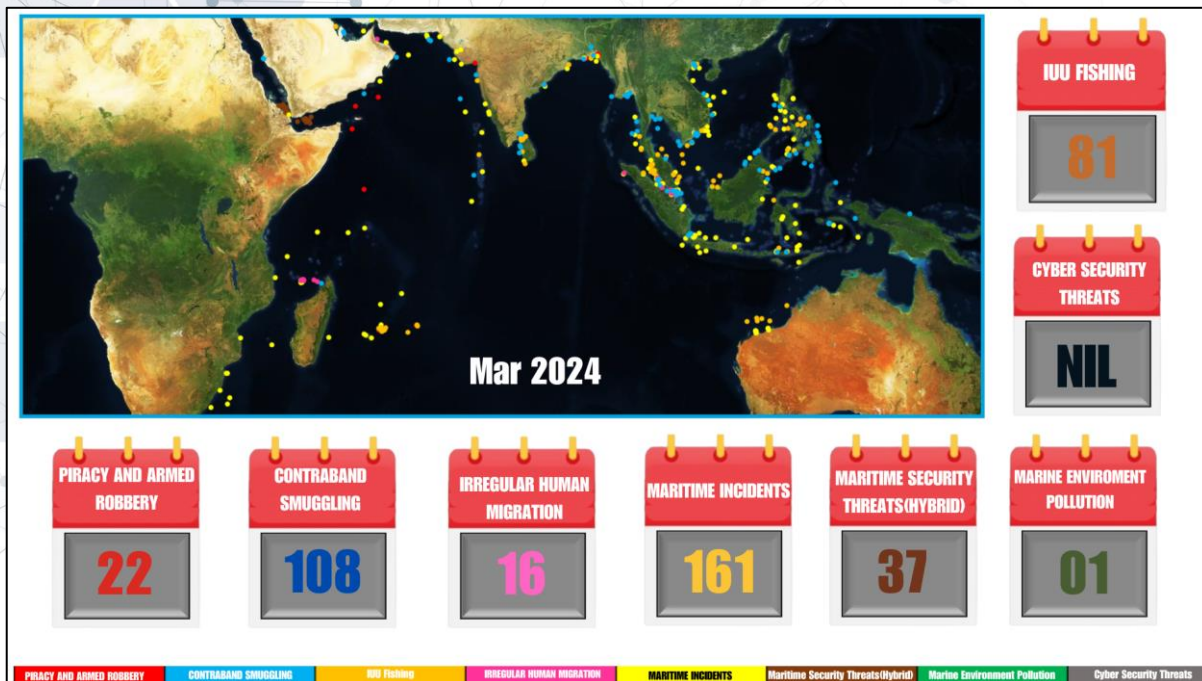 IUU FISHING
81
CYBER SECURITY
THREATS
NIL
Mar 2024
PIRACY AND ARMED
ROBBERY
22
CONTRABAND
SMUGGLING
108
IRREGULAR HUMAN
MIGRATION
16
MARITIME INCIDENTS
161
MARITIME SECURITY
THREATS(HYBRID)
37
MARINE ENVIROMENT
POLLUTION
01
PIRACY AND ARMED ROBBERY
CONTRABAND SMUGGLING
IUU Fishing
IRREGULAR HUMAN MIGRATION
MARITIME INCIDENTS
Maritime Security Threats(Hybrid)
Marine Environment Pollution
Cyber Security Threats